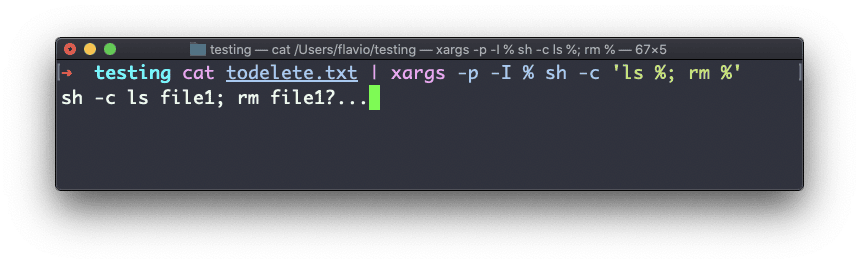 testing — cat /Users/flavio/testing — xargs -p -I % sh -c ls %; rm % — 67×5
➜ testing cat todelete.txt | xargs -p -I % sh -c 'ls %; rm %'
sh -c ls file1; rm file1?...